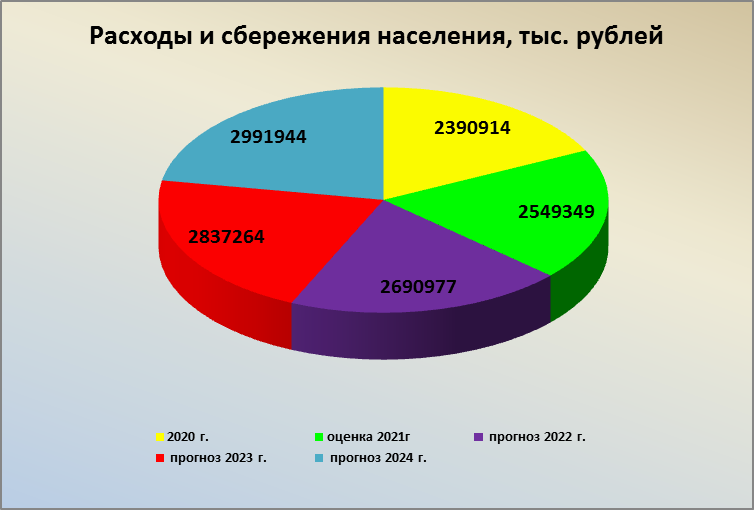 Расходы и сбережения населения, тыс. рублей
2991944
2390914
2549349
2837264
2690977
2020 г.
оценка 2021г
прогноз 2022 г.
прогноз 2023 г.
прогноз 2024 г.